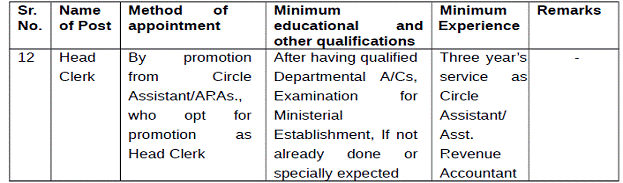 Sr. No. Name of Post Method of appointment Minimum educational and other qualifications Minimum Experience Remarks
12 Head Clerk By promotion from Circle Assistant/ARAs., who opt for promotion as Head Clerk After having qualified Departmental A/Cs, Examination for Ministerial Establishment, If not already done or specially expected Three year's service as Circle Assistant/ Asst. Revenue Accountant -